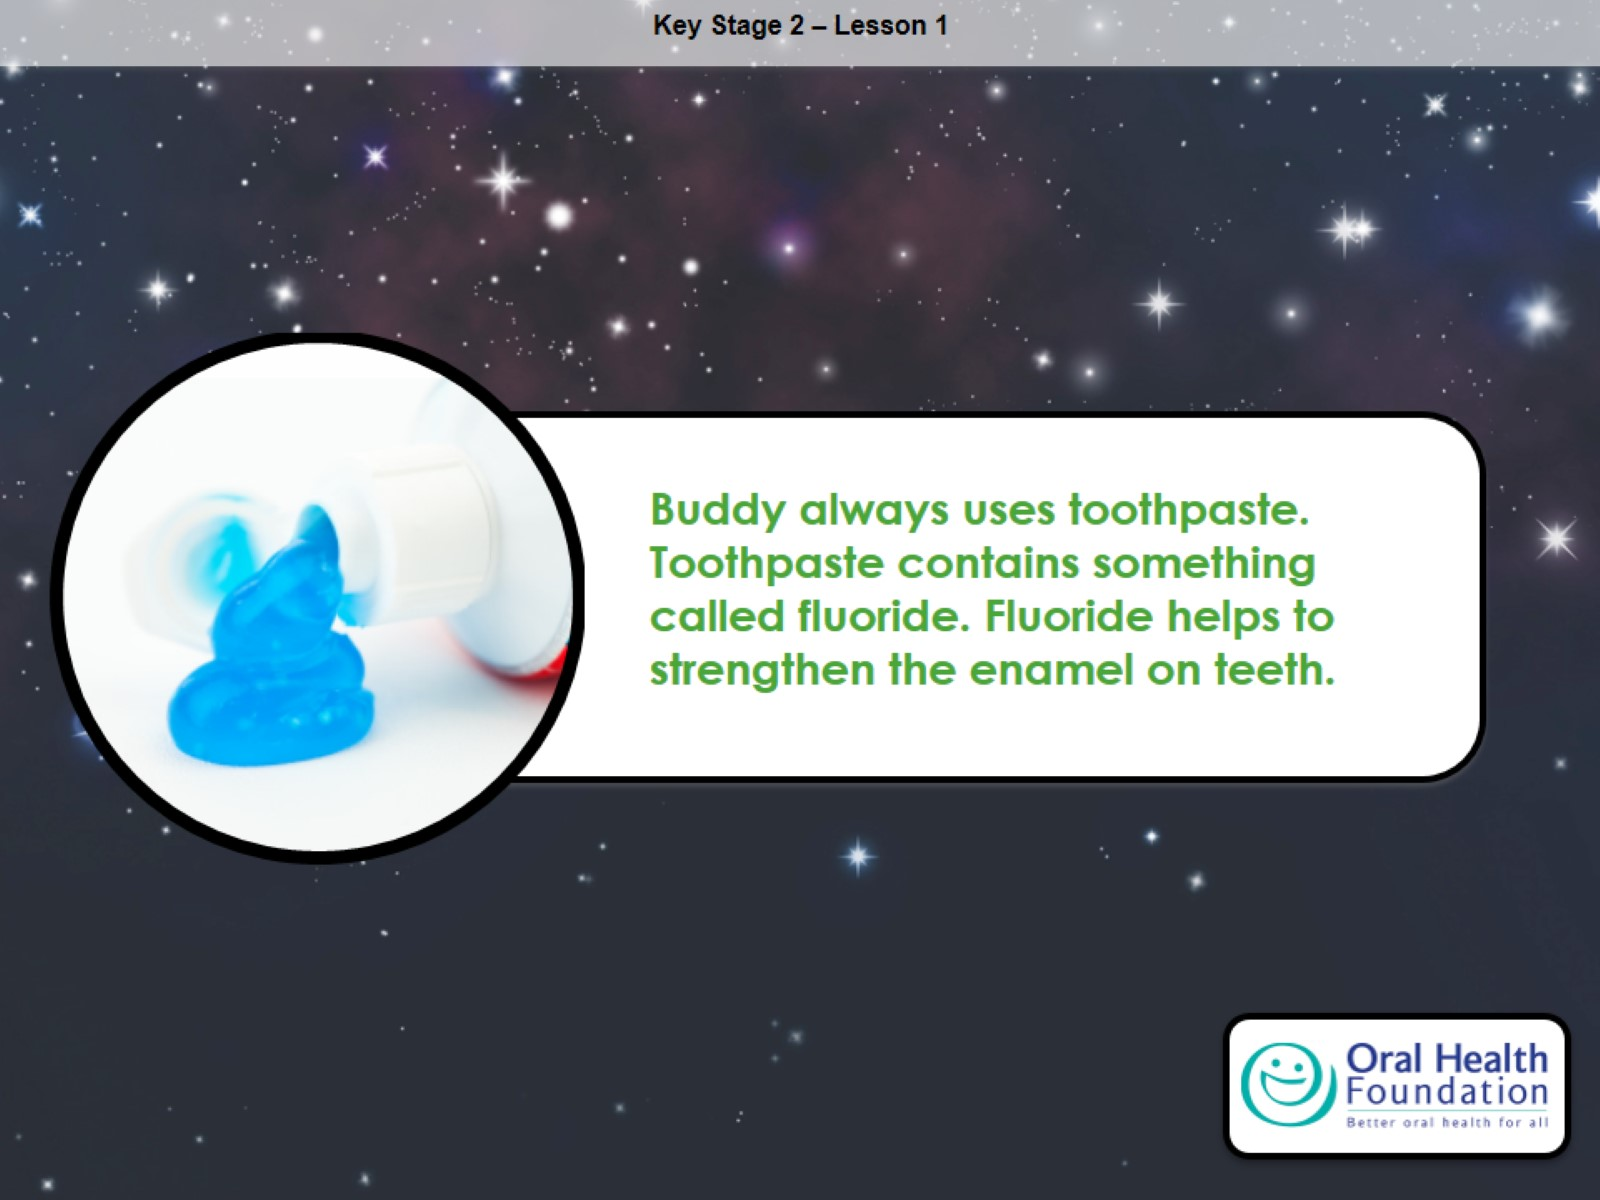 Key Stage 2 – Lesson 1
Buddy always uses toothpaste.
Toothpaste contains something
called fluoride. Fluoride helps to
strengthen the enamel on teeth.
Oral Health
Foundation
Better oral health for all